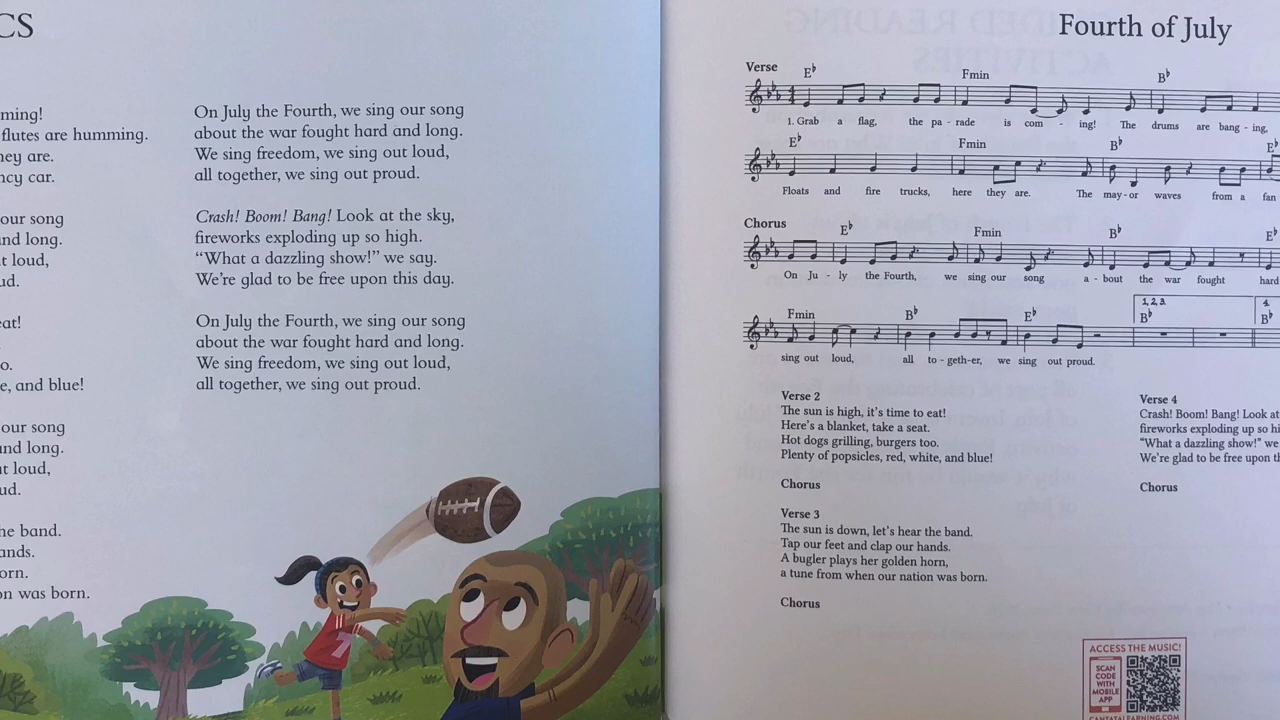 CS
ming!
flutes are humming.
hey are.
ncy car.
our song
and long.
t loud,
ud.
eat!
o.
e, and blue!
our song
and long.
ut loud,
ud.
he band.
ands.
orn.
on was born.
On July the Fourth, we sing our song
about the war fought hard and long.
We sing freedom, we sing out loud,
all together, we sing out proud.
Crash! Boom! Bang! Look at the sky,
fireworks exploding up so high.
“What a dazzling show!” we say.
We’re glad to be free upon this day.
On July the Fourth, we sing our song
about the war fought hard and long.
We sing freedom, we sing out loud,
all together, we sing out proud.
Fourth of July
Verse
E♭ Fmin B♭
1. Grab a flag, the pa - rade is com - ing! The drums are bang - ing,
E♭ Fmin B♭ E♭
Floats and fire trucks, here they are. The may - or waves from a fan
Chorus
E♭ Fmin B♭ E♭
On Ju - ly the Fourth, we sing our song a - bout the war fought hard
1, 2, 3. 4.
Fmin B♭ E♭ B♭ B♭
sing out loud, all to - geth-er, we sing out proud.
Verse 2
The sun is high, it’s time to eat!
Here’s a blanket, take a seat.
Hot dogs grilling, burgers too.
Plenty of popsicles, red, white, and blue!
Chorus
Verse 3
The sun is down, let’s hear the band.
Tap our feet and clap our hands.
A bugler plays her golden horn,
a tune from when our nation was born.
Chorus
Verse 4
Crash! Boom! Bang! Look at
fireworks exploding up so hi
“What a dazzling show!” we
We’re glad to be free upon th
Chorus
ACCESS THE MUSIC!
SCAN
CODE
WITH
MOBILE
APP
CANTATALEARNING.COM